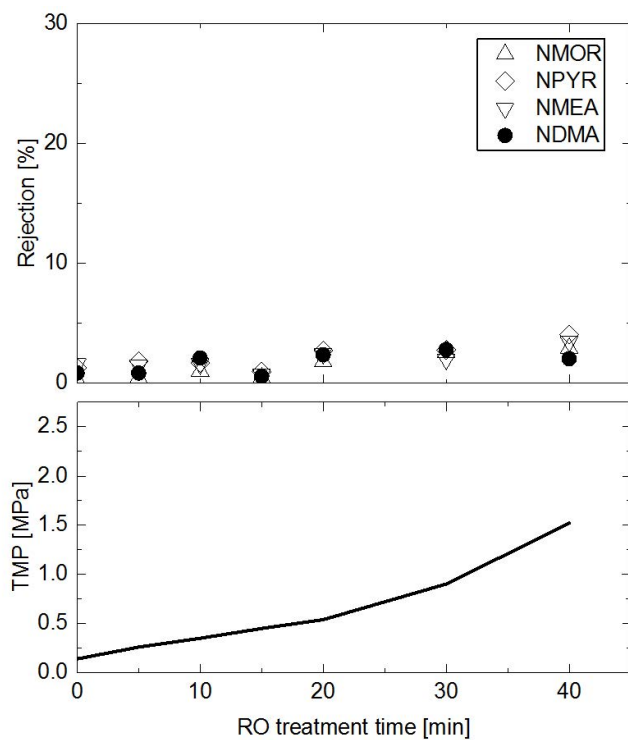 30
20
10
0
Rejection [%]
NMOR
NPYR
NMEA
NDMA
2.5
2.0
1.5
1.0
0.5
0.0
TMP [MPa]
0 10 20 30 40
RO treatment time [min]